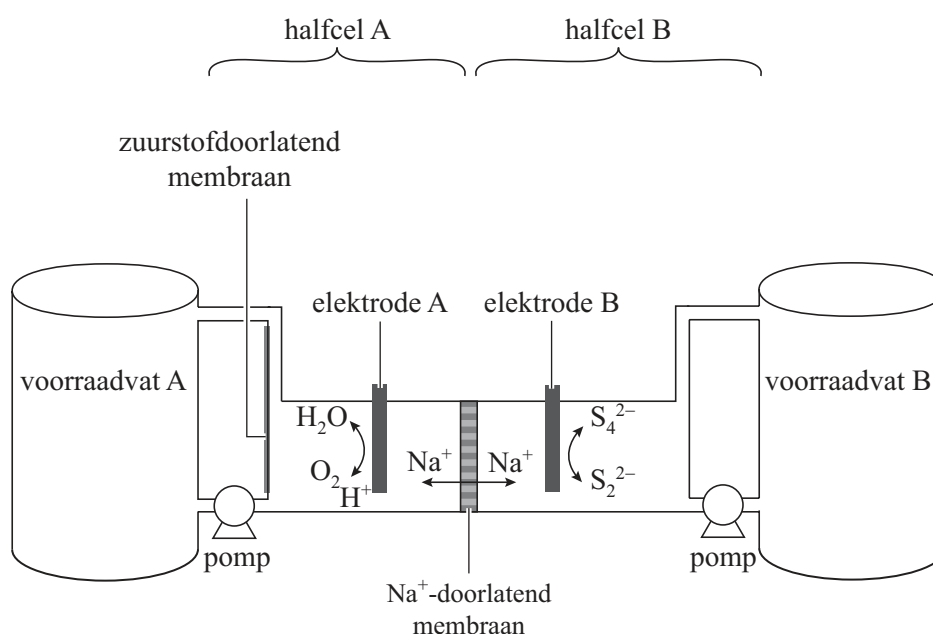 halfcel A
halfcel B
zuurstofdoorlatend
membraan
elektrode A
elektrode B
voorraadvat A
voorraadvat B
H₂O
O₂
H⁺
Na⁺
Na⁺
S₄²⁻
S₂²⁻
pomp
pomp
Na⁺-doorlatend
membraan